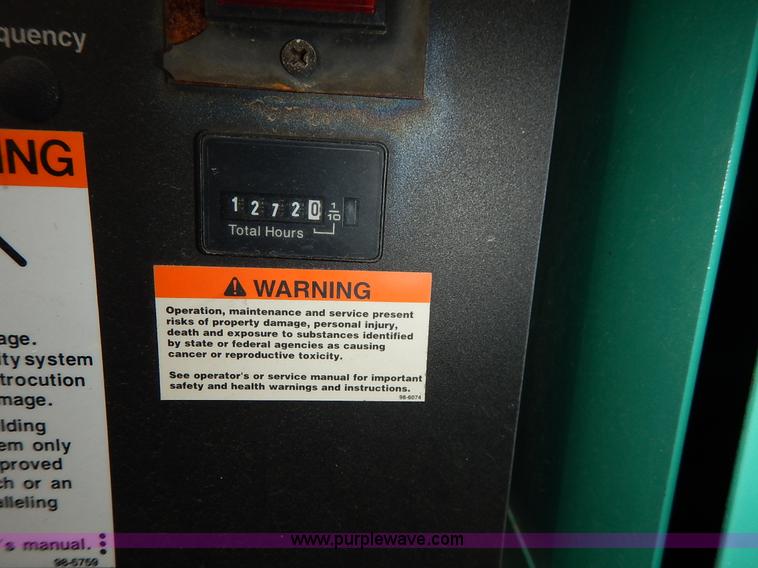 quency
NING
12720 1/10
Total Hours
WARNING
Operation, maintenance and service present
risks of property damage, personal injury,
death and exposure to substances identified
by state or federal agencies as causing
cancer or reproductive toxicity.
See operator's or service manual for important
safety and health warnings and instructions.
98-6074
age.
ity system
trocution
mage.
lding
em only
proved
ch or an
alleling
's manual.
98-6759
www.purplewave.com